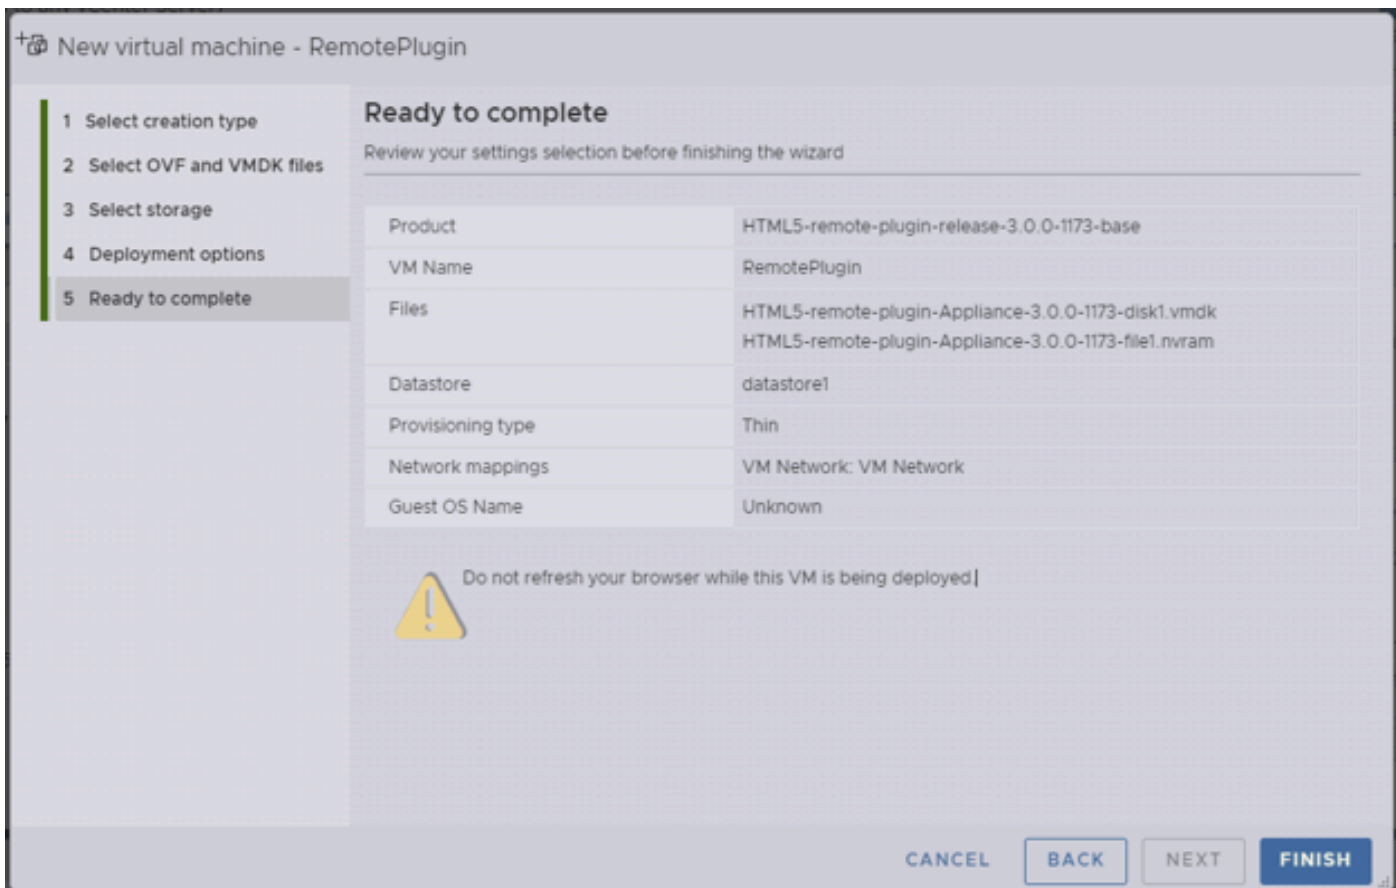 to any vCenter Server?
New virtual machine - RemotePlugin
1 Select creation type
2 Select OVF and VMDK files
3 Select storage
4 Deployment options
5 Ready to complete
Ready to complete
Review your settings selection before finishing the wizard
Product HTML5-remote-plugin-release-3.0.0-1173-base
VM Name RemotePlugin
Files HTML5-remote-plugin-Appliance-3.0.0-1173-disk1.vmdk
HTML5-remote-plugin-Appliance-3.0.0-1173-file1.nvram
Datastore datastore1
Provisioning type Thin
Network mappings VM Network: VM Network
Guest OS Name Unknown
Do not refresh your browser while this VM is being deployed.
CANCEL BACK NEXT FINISH